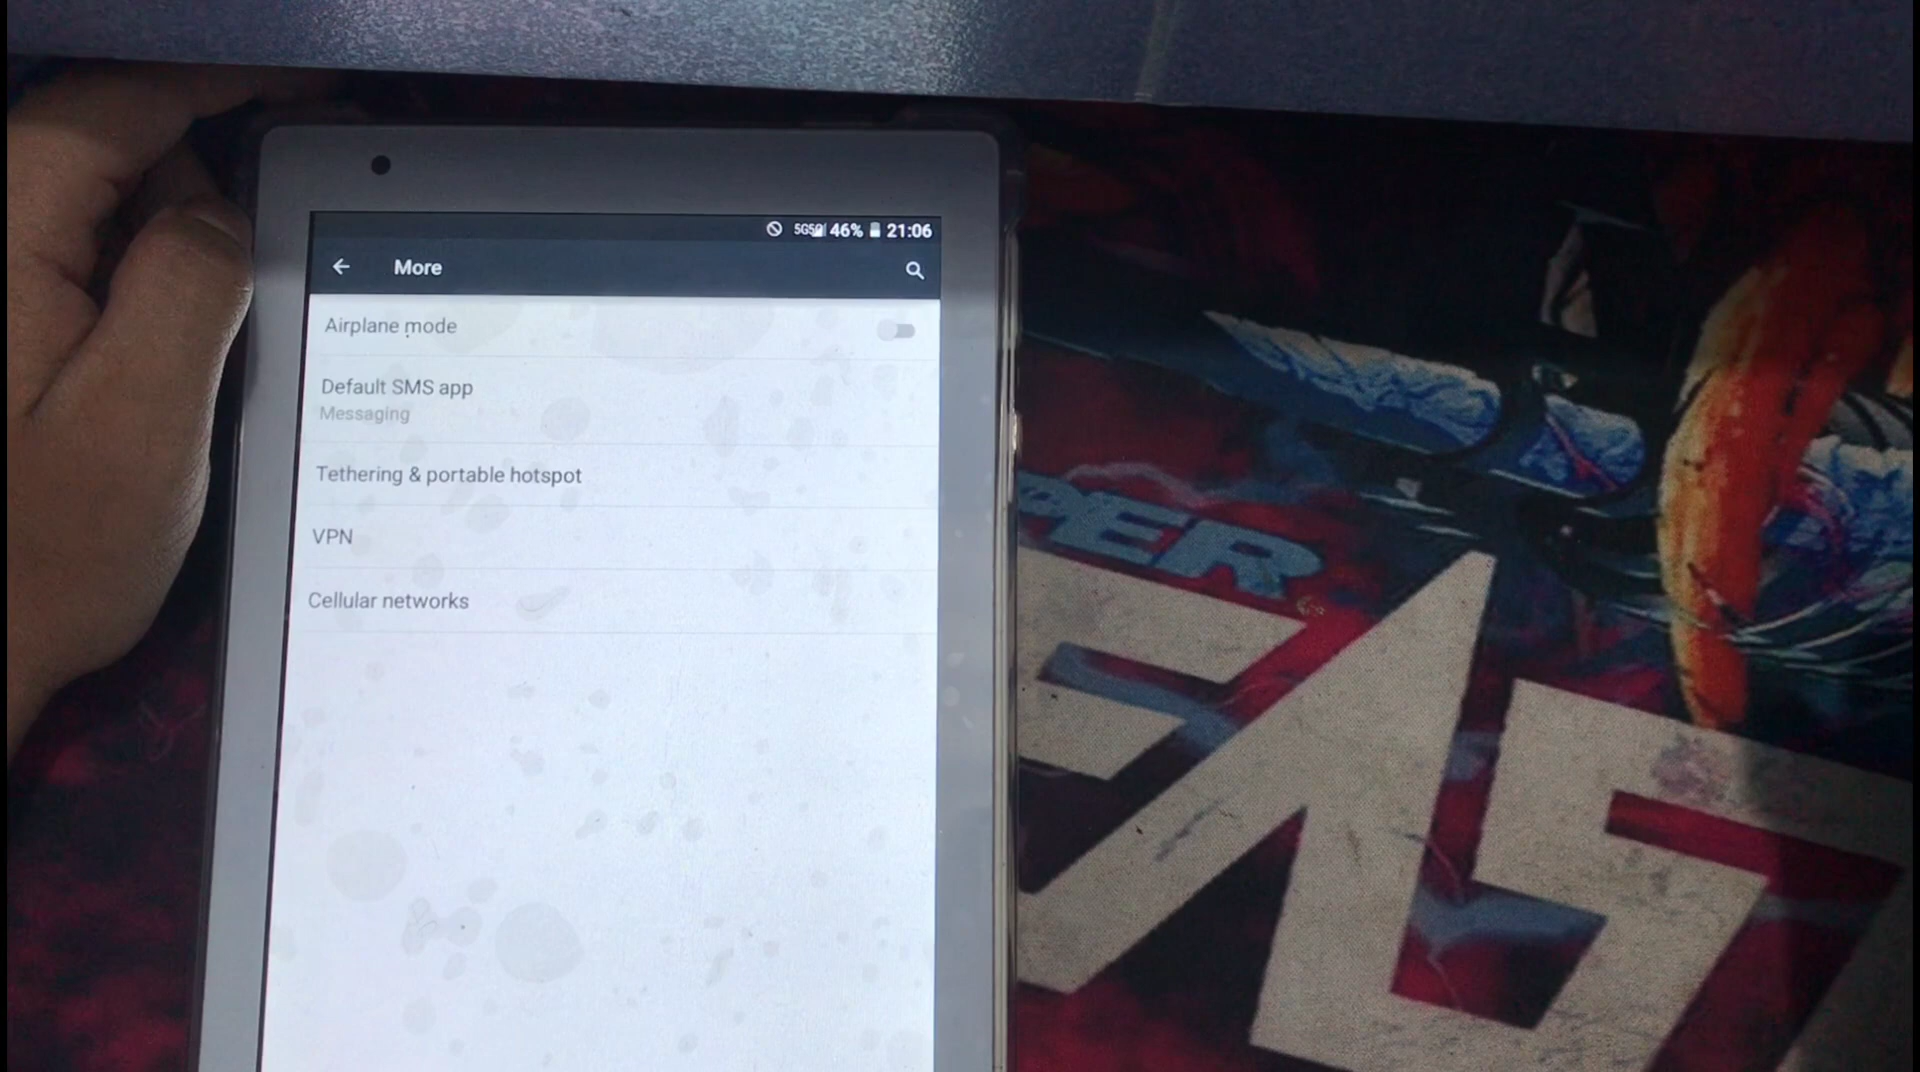 46% 21:06
More
Airplane mode
Default SMS app
Messaging
Tethering & portable hotspot
VPN
Cellular networks
PER